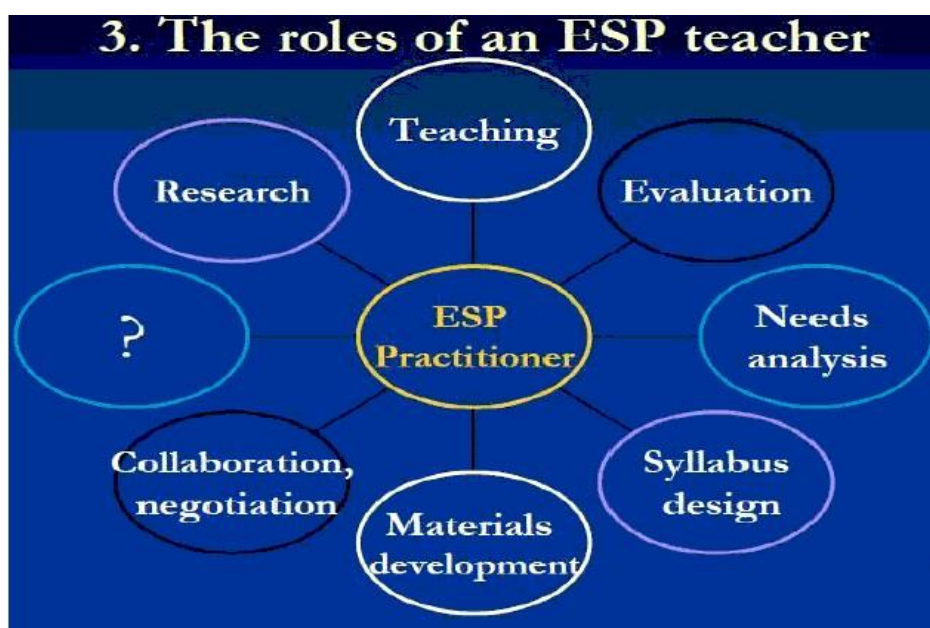 3. The roles of an ESP teacher
Teaching
Research
Evaluation
?
ESP
Practitioner
Needs
analysis
Collaboration,
negotiation
Syllabus
design
Materials
development